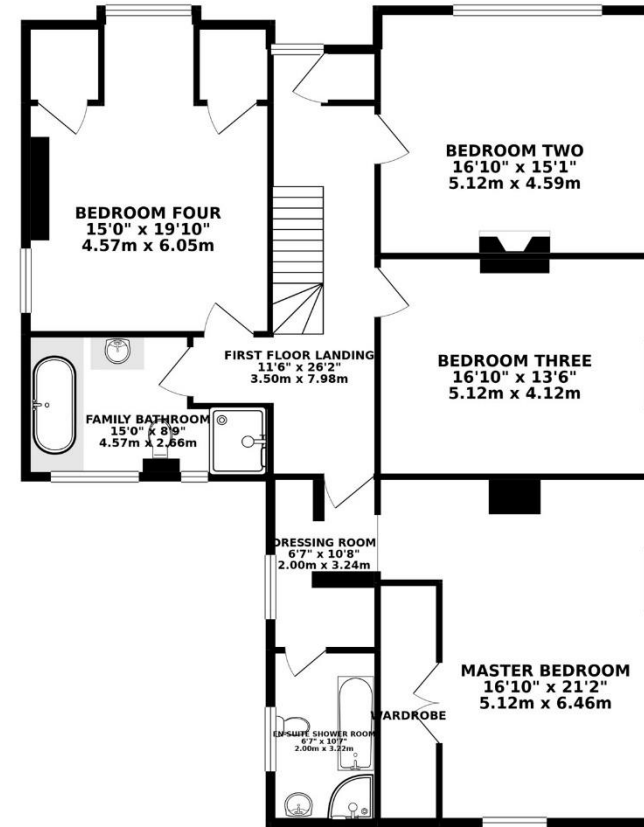 BEDROOM TWO
16'10" x 15'1"
5.12m x 4.59m
BEDROOM FOUR
15'0" x 19'10"
4.57m x 6.05m
FIRST FLOOR LANDING
11'6" x 26'2"
3.50m x 7.98m
BEDROOM THREE
16'10" x 13'6"
5.12m x 4.12m
FAMILY BATHROOM
15'0" x 8'9"
4.57m x 2.66m
DRESSING ROOM
6'7" x 10'8"
2.00m x 3.24m
MASTER BEDROOM
16'10" x 21'2"
5.12m x 6.46m
WARDROBE
EN-SUITE SHOWER ROOM
6'7" x 10'7"
2.00m x 3.22m